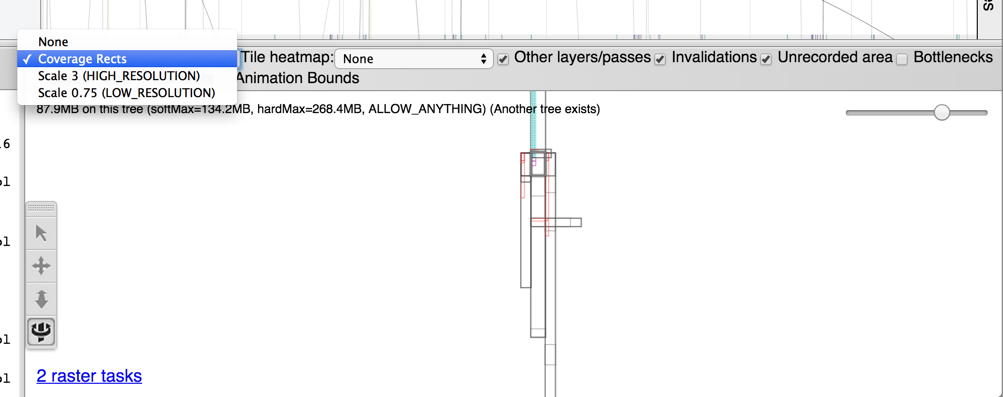 None
✓ Coverage Rects
Scale 3 (HIGH_RESOLUTION)
Scale 0.75 (LOW_RESOLUTION)
Tile heatmap: None Other layers/passes Invalidations Unrecorded area Bottlenecks
Animation Bounds
87.9MB on this tree (softMax=134.2MB, hardMax=268.4MB, ALLOW_ANYTHING) (Another tree exists)
2 raster tasks